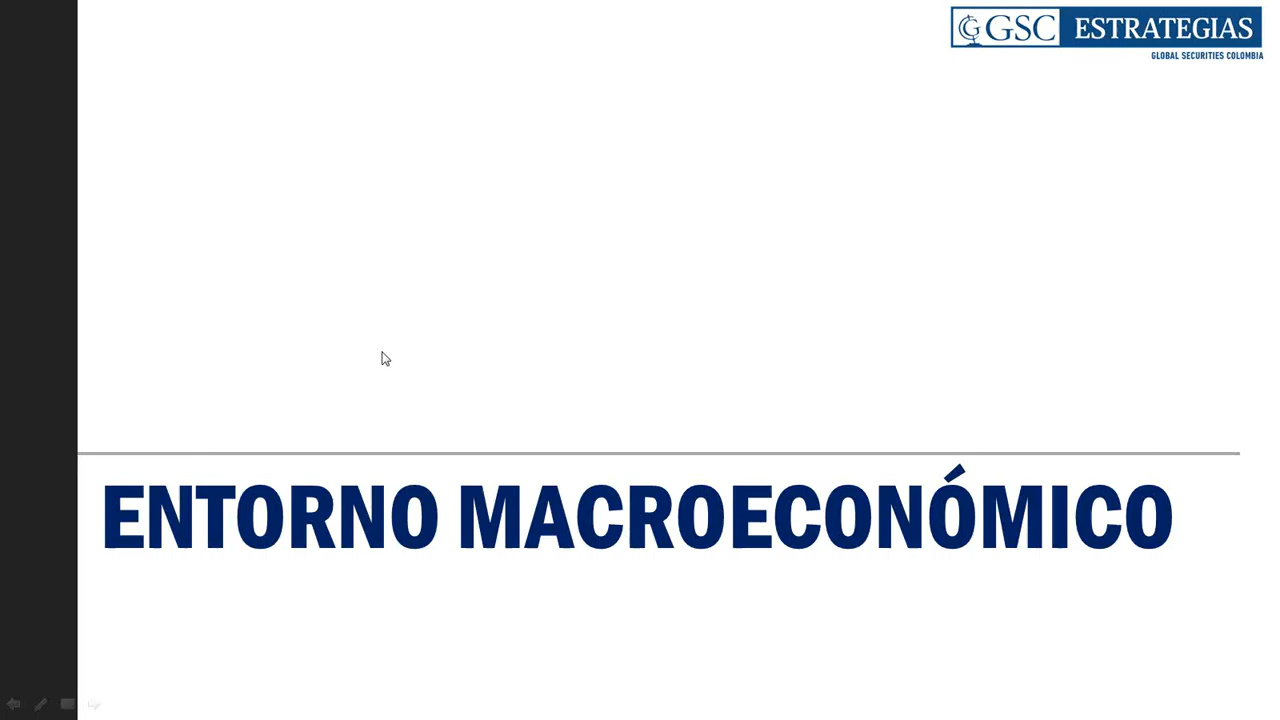 GSC ESTRATEGIAS
GLOBAL SECURITIES COLOMBIA
ENTORNO MACROECONÓMICO